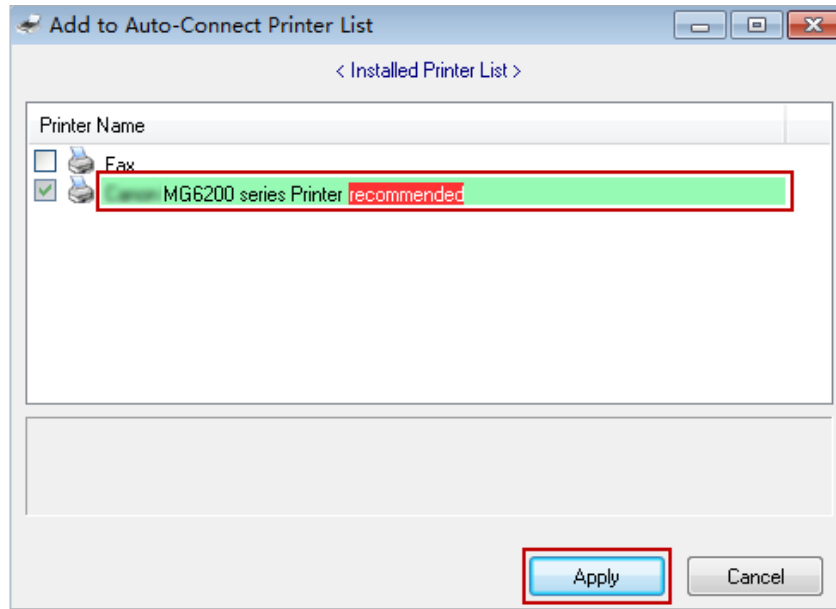 Add to Auto-Connect Printer List
< Installed Printer List >
Printer Name
Fax
MG6200 series Printer recommended
Apply
Cancel